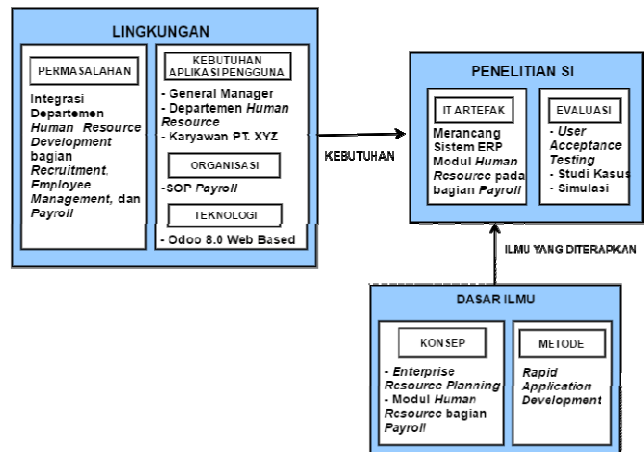 LINGKUNGAN
PERMASALAHAN
Integrasi
Departemen
Human Resource
Development
bagian
Recruitment,
Employee
Management, dan
Payroll
KEBUTUHAN
APLIKASI PENGGUNA
- General Manager
- Departemen Human
Resource
- Karyawan PT. XYZ
ORGANISASI
-SOP Payroll
TEKNOLOGI
- Odoo 8.0 Web Based
KEBUTUHAN
PENELITIAN SI
IT ARTEFAK
Merancang
Sistem ERP
Modul Human
Resource pada
bagian Payroll
EVALUASI
- User
Acceptance
Testing
- Studi Kasus
- Simulasi
ILMU YANG DITERAPKAN
DASAR ILMU
KONSEP
- Enterprise
Resource Planning
- Modul Human
Resource bagian
Payroll
METODE
Rapid
Application
Development